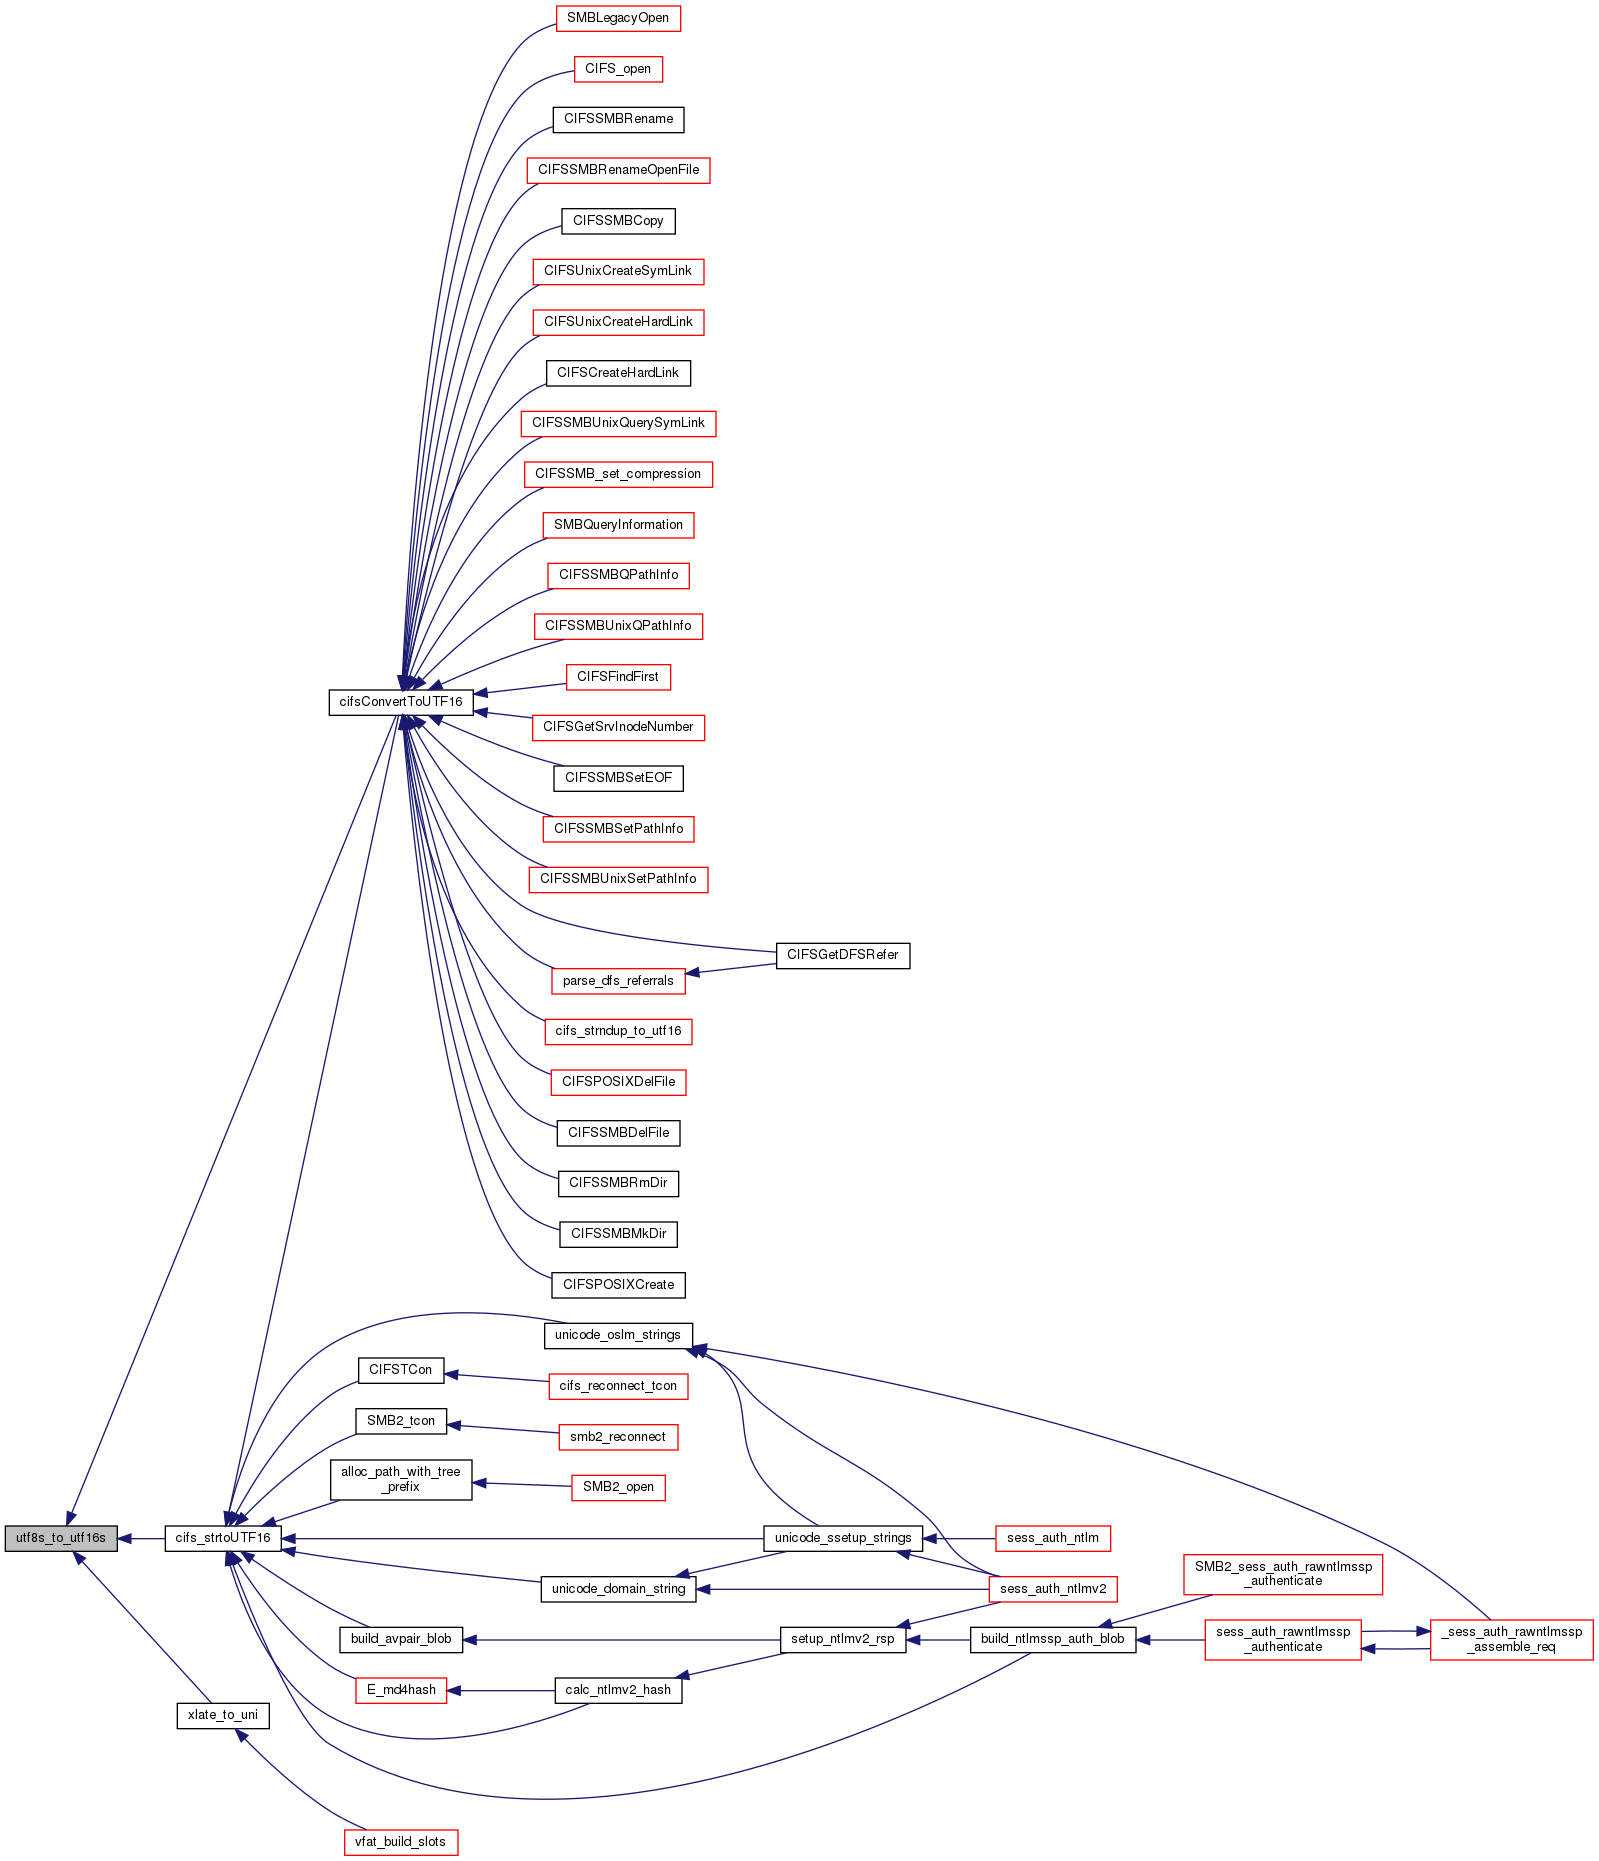 SMBLegacyOpen
CIFS_open
CIFSSMBRename
CIFSSMBRenameOpenFile
CIFSSMBCopy
CIFSUnixCreateSymLink
CIFSUnixCreateHardLink
CIFSCreateHardLink
CIFSSMBUnixQuerySymLink
CIFSSMB_set_compression
SMBQueryInformation
CIFSSMBQPathInfo
CIFSSMBUnixQPathInfo
CIFSFindFirst
cifsConvertToUTF16
CIFSGetSrvInodeNumber
CIFSSMBSetEOF
CIFSSMBSetPathInfo
CIFSSMBUnixSetPathInfo
CIFSGetDFSRefer
parse_dfs_referrals
cifs_strndup_to_utf16
CIFSPOSIXDelFile
CIFSSMBDelFile
CIFSSMBRmDir
CIFSSMBMkDir
CIFSPOSIXCreate
unicode_oslm_strings
CIFSTCon
cifs_reconnect_tcon
SMB2_tcon
smb2_reconnect
alloc_path_with_tree
_prefix
SMB2_open
utf8s_to_utf16s
cifs_strtoUTF16
unicode_ssetup_strings
sess_auth_ntlm
unicode_domain_string
sess_auth_ntlmv2
SMB2_sess_auth_rawntlmssp
_authenticate
build_avpair_blob
setup_ntlmv2_rsp
build_ntlmssp_auth_blob
sess_auth_rawntlmssp
_authenticate
_sess_auth_rawntlmssp
_assemble_req
E_md4hash
calc_ntlmv2_hash
xlate_to_uni
vfat_build_slots